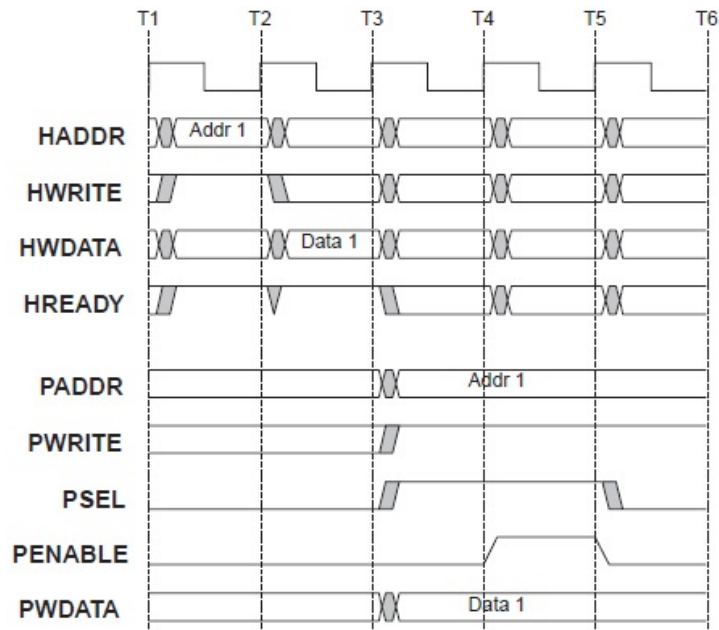 T1 T2 T3 T4 T5 T6
HADDR Addr 1
HWRITE
HWDATA Data 1
HREADY
PADDR Addr 1
PWRITE
PSEL
PENABLE
PWDATA Data 1